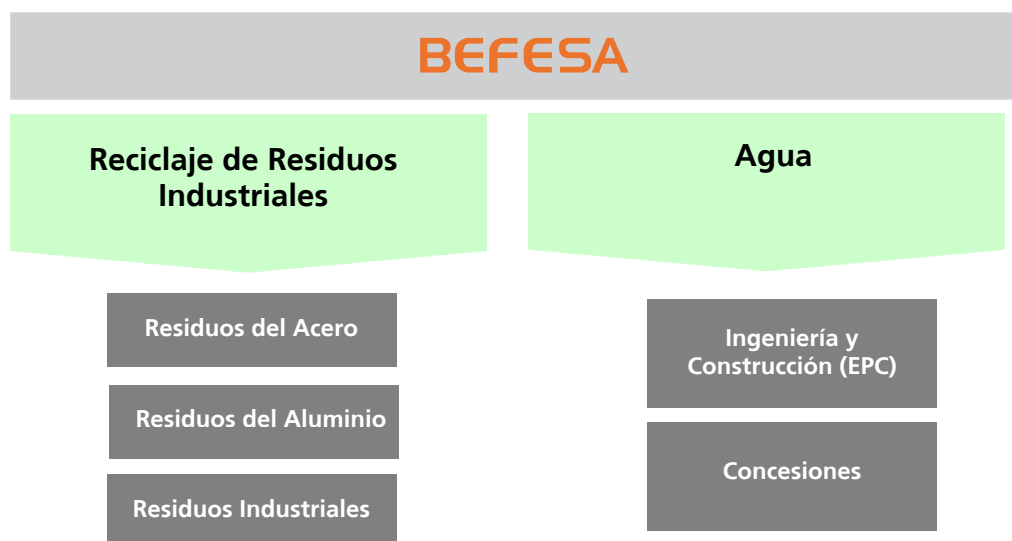 BEFESA
Reciclaje de Residuos
Industriales
Residuos del Acero
Residuos del Aluminio
Residuos Industriales
Agua
Ingeniería y
Construcción (EPC)
Concesiones